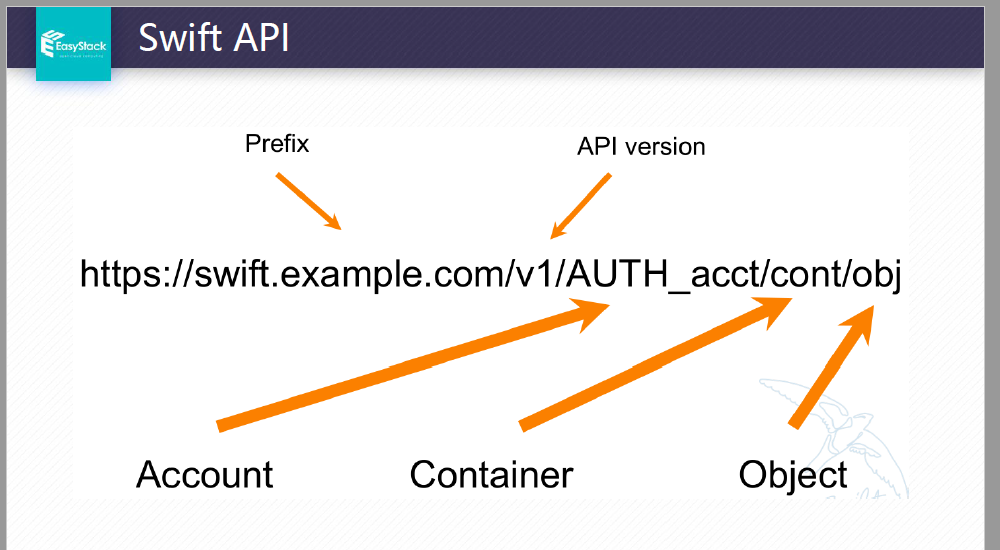 EasyStack
Swift API
Prefix
API version
https://swift.example.com/v1/AUTH_acct/cont/obj
Account
Container
Object